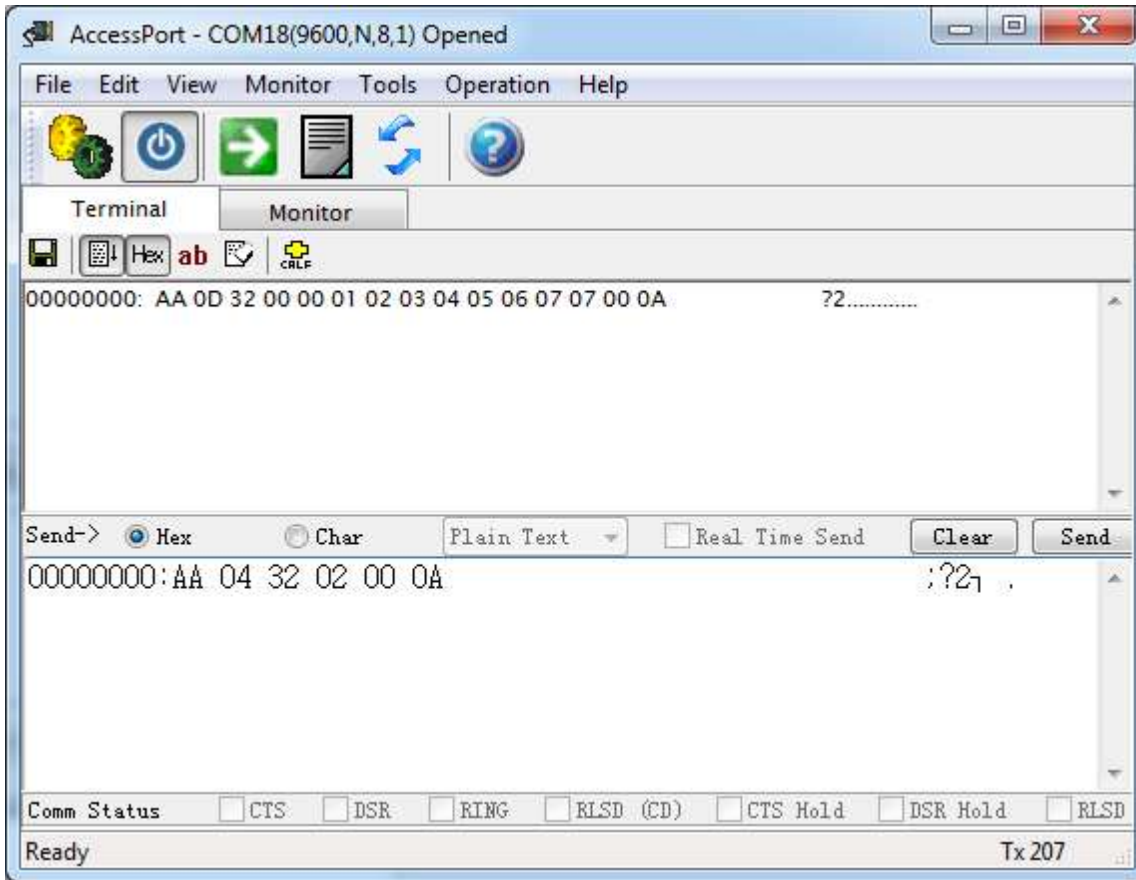 AccessPort - COM18(9600,N,8,1) Opened
File Edit View Monitor Tools Operation Help
Terminal Monitor
Hex ab CRLF
00000000: AA 0D 32 00 00 01 02 03 04 05 06 07 07 00 0A ?2............
Send-> Hex Char Plain Text Real Time Send Clear Send
00000000:AA 04 32 02 00 0A ;?2┐ .
Comm Status CTS DSR RING RLSD (CD) CTS Hold DSR Hold RLSD
Ready Tx 207